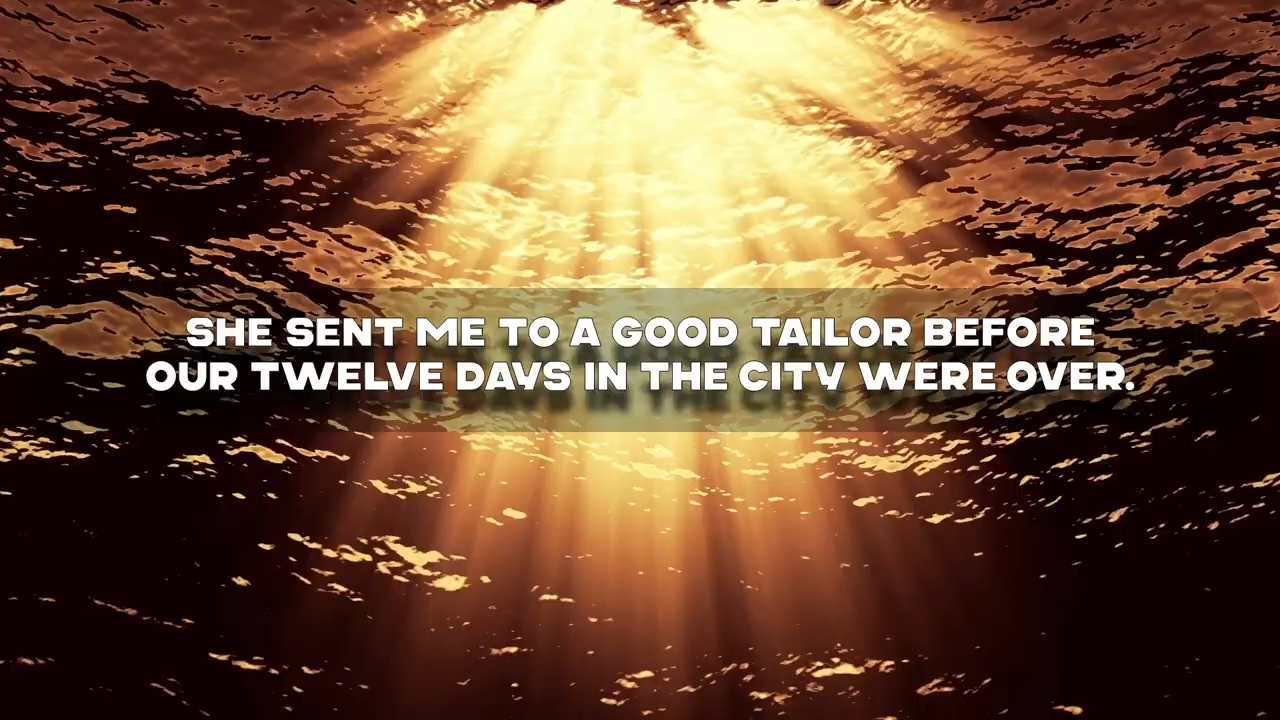 SHE SENT ME TO A GOOD TAILOR BEFORE
OUR TWELVE DAYS IN THE CITY WERE OVER.